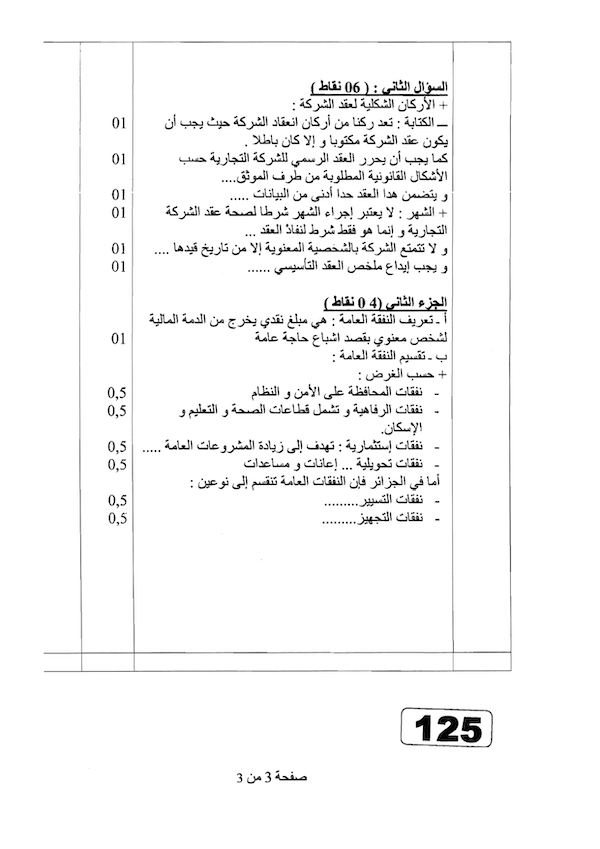 السؤال الثاني : ( 06 نقاط )
+ الأركان الشكلية لعقد الشركة :
ـــ الكتابة : تعد ركنا من أركان انعقاد الشركة حيث يجب أن 01
يكون عقد الشركة مكتوبا و إلا كان باطلا .
كما يجب أن يحرر العقد الرسمي للشركة التجارية حسب 01
الأشكال القانونية المطلوبة من طرف الموثق....
و يتضمن هدا العقد حدا أدنى من البيانات ..... 01
+ الشهر : لا يعتبر إجراء الشهر شرطا لصحة عقد الشركة 01
التجارية و إنما هو فقط شرط لنفاذ العقد ...
و لا تتمتع الشركة بالشخصية المعنوية إلا من تاريخ قيدها .... 01
و يجب إيداع ملخص العقد التأسيسي ...... 01
الجزء الثاني (4 0 نقاط )
أ ـ تعريف النفقة العامة : هي مبلغ نقدي يخرج من الدمة المالية
لشخص معنوي بقصد اشباع حاجة عامة 01
ب ـ تقسيم النفقة العامة :
+ حسب الغرض :
- نفقات المحافظة على الأمن و النظام 0,5
- نفقات الرفاهية و تشمل قطاعات الصحة و التعليم و 0,5
الإسكان.
- نفقات إستثمارية : تهدف إلى زيادة المشروعات العامة ..... 0,5
- نفقات تحويلية ... إعانات و مساعدات 0,5
أما في الجزائر فإن النفقات العامة تنقسم إلى نوعين :
- نفقات التسيير......... 0,5
- نفقات التجهيز......... 0,5
125
صفحة 3 من 3